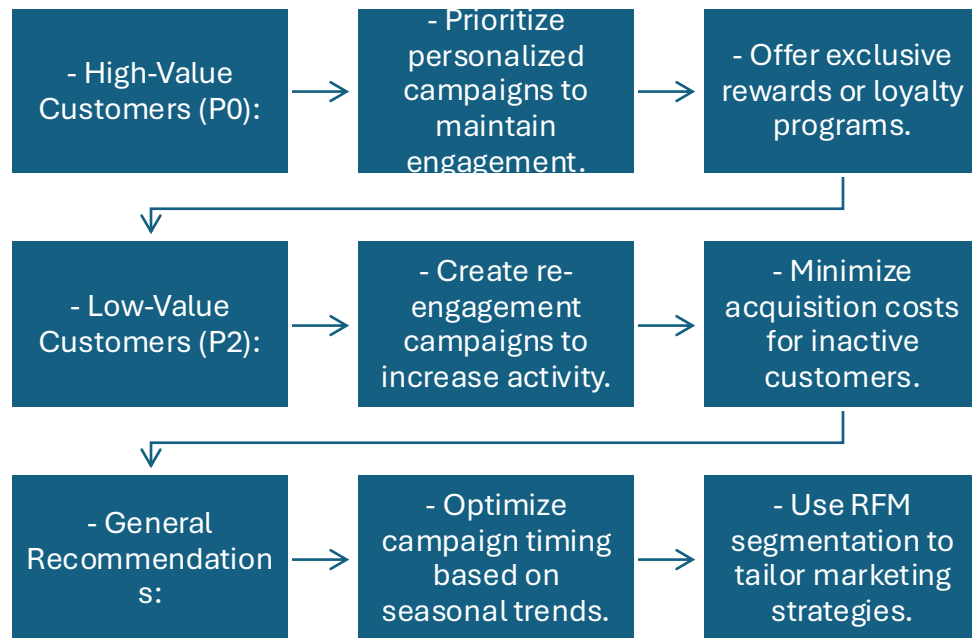 - High-Value
Customers (P0):
- Prioritize
personalized
campaigns to
maintain
engagement.
- Offer exclusive
rewards or loyalty
programs.
- Low-Value
Customers (P2):
- Create re-
engagement
campaigns to
increase activity.
- Minimize
acquisition costs
for inactive
customers.
- General
Recommendation
s:
- Optimize
campaign timing
based on
seasonal trends.
- Use RFM
segmentation to
tailor marketing
strategies.